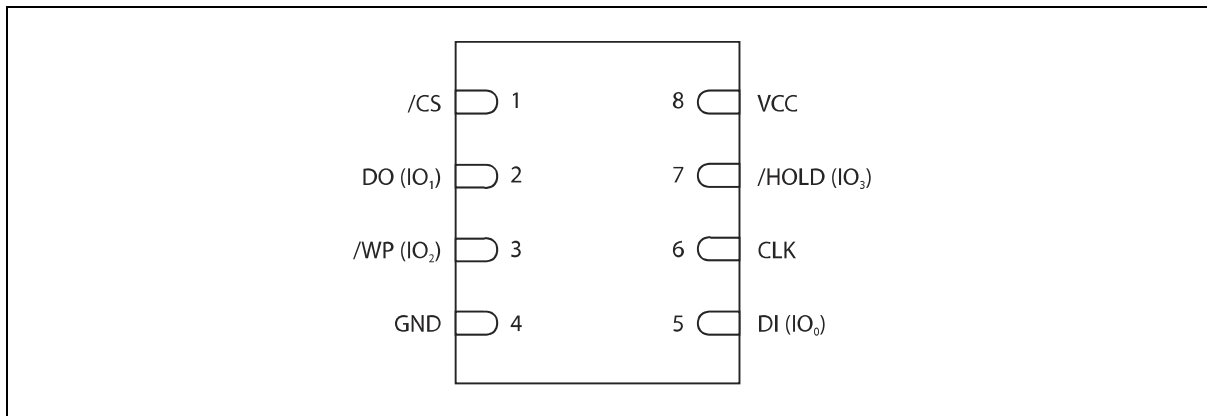 /CS 1 8 VCC
DO (IO₁) 2 7 /HOLD (IO₃)
/WP (IO₂) 3 6 CLK
GND 4 5 DI (IO₀)